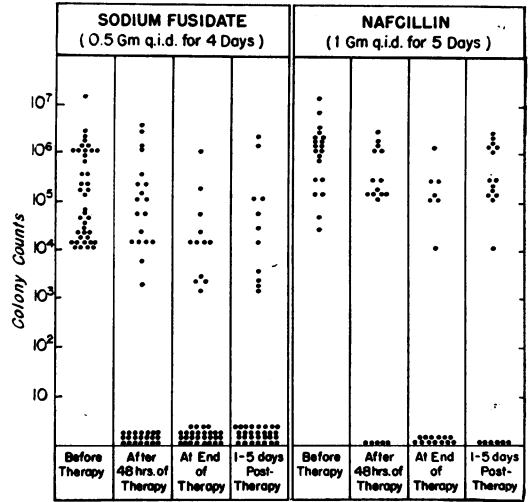 SODIUM FUSIDATE
(0.5 Gm q.i.d. for 4 Days)
NAFCILLIN
(1 Gm q.i.d. for 5 Days)
Colony Counts
10⁷
10⁶
10⁵
10⁴
10³
10²
10
Before
Therapy
After
48 hrs. of
Therapy
At End
of
Therapy
1-5 days
Post-
Therapy
Before
Therapy
After
48 hrs. of
Therapy
At End
of
Therapy
1-5 days
Post-
Therapy